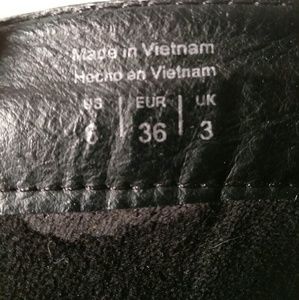 Made in Vietnam
Hecho en Vietnam
US | EUR | UK
6 | 36 | 3